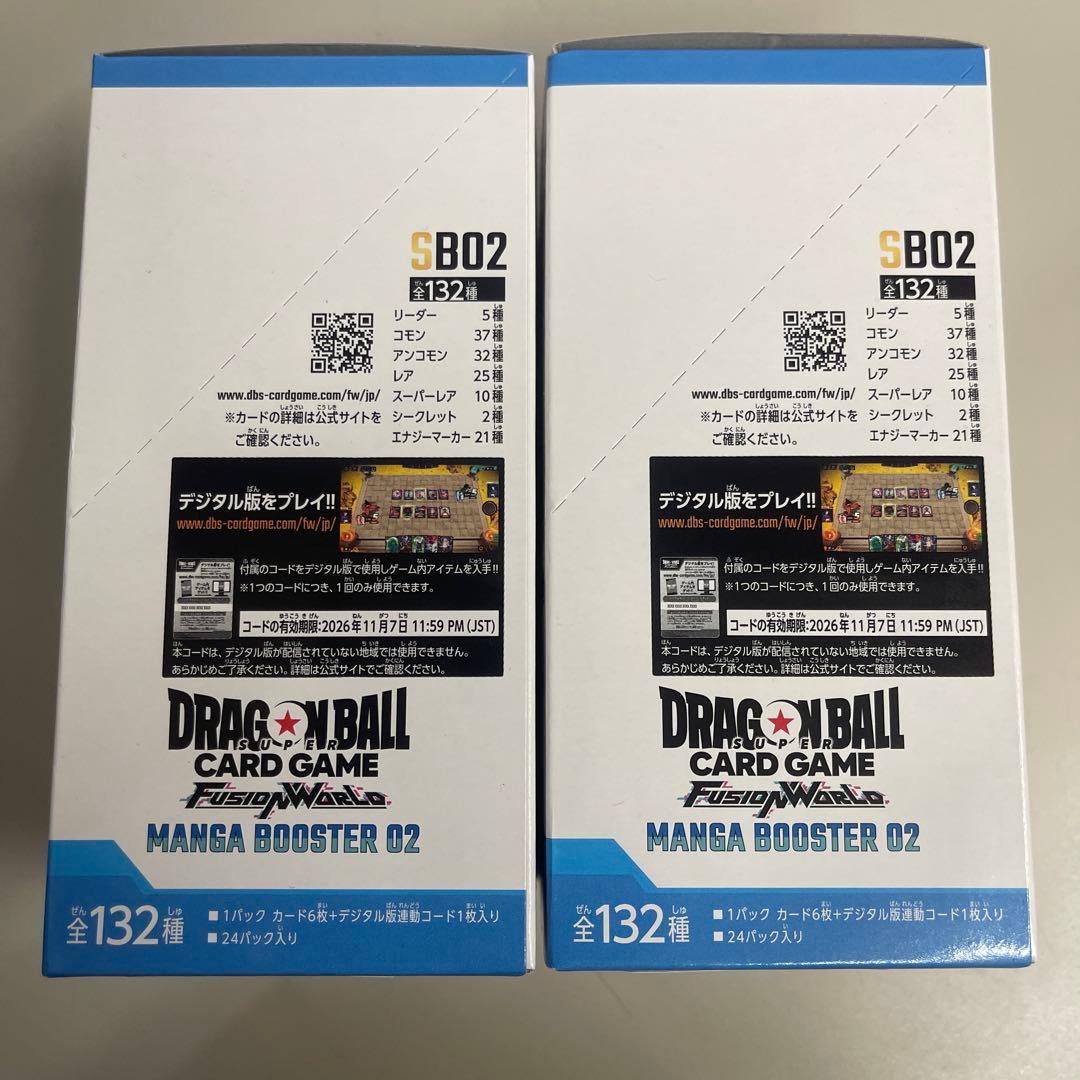 SB02
全132種
リーダー 5種
コモン 37種
アンコモン 32種
レア 25種
スーパーレア 10種
シークレット 2種
エナジーマーカー 21種
www.dbs-cardgame.com/fw/jp/
※カードの詳細は公式サイトを
ご確認ください。
デジタル版をプレイ!!
www.dbs-cardgame.com/fw/jp/
付属のコードをデジタル版で使用しゲーム内アイテムを入手!!
※1つのコードにつき、1回のみ使用できます。
コードの有効期限:2026年11月7日 11:59 PM(JST)
本コードは、デジタル版が配信されていない地域では使用できません。
あらかじめご了承ください。詳細は公式サイトでご確認ください。
DRAGON BALL
SUPER
CARD GAME
FUSION WORLD
MANGA BOOSTER 02
全132種
■1パック カード6枚+デジタル版連動コード1枚入り
■24パック入り
SB02
全132種
リーダー 5種
コモン 37種
アンコモン 32種
レア 25種
スーパーレア 10種
シークレット 2種
エナジーマーカー 21種
www.dbs-cardgame.com/fw/jp/
※カードの詳細は公式サイトを
ご確認ください。
デジタル版をプレイ!!
www.dbs-cardgame.com/fw/jp/
付属のコードをデジタル版で使用しゲーム内アイテムを入手!!
※1つのコードにつき、1回のみ使用できます。
コードの有効期限:2026年11月7日 11:59 PM(JST)
本コードは、デジタル版が配信されていない地域では使用できません。
あらかじめご了承ください。詳細は公式サイトでご確認ください。
DRAGON BALL
SUPER
CARD GAME
FUSION WORLD
MANGA BOOSTER 02
全132種
■1パック カード6枚+デジタル版連動コード1枚入り
■24パック入り